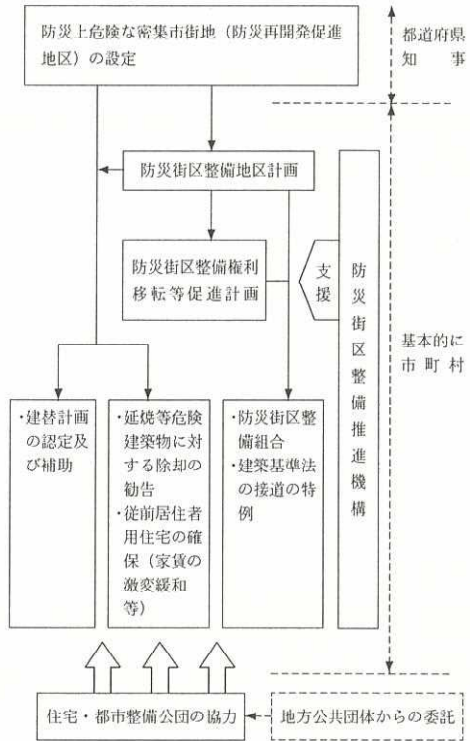 防災上危険な密集市街地（防災再開発促進
地区）の設定
都道府県
知事
防災街区整備地区計画
防災街区整備権利
移転等促進計画
支援
防災街区整備推進機構
基本的に
市町村
・建替計画
の認定及
び補助
・延焼等危険
建築物に対
する除却の
勧告
・従前居住者
用住宅の確
保（家賃の
激変緩和
等）
・防災街区整
備組合
・建築基準法
の接道の特
例
住宅・都市整備公団の協力
地方公共団体からの委託